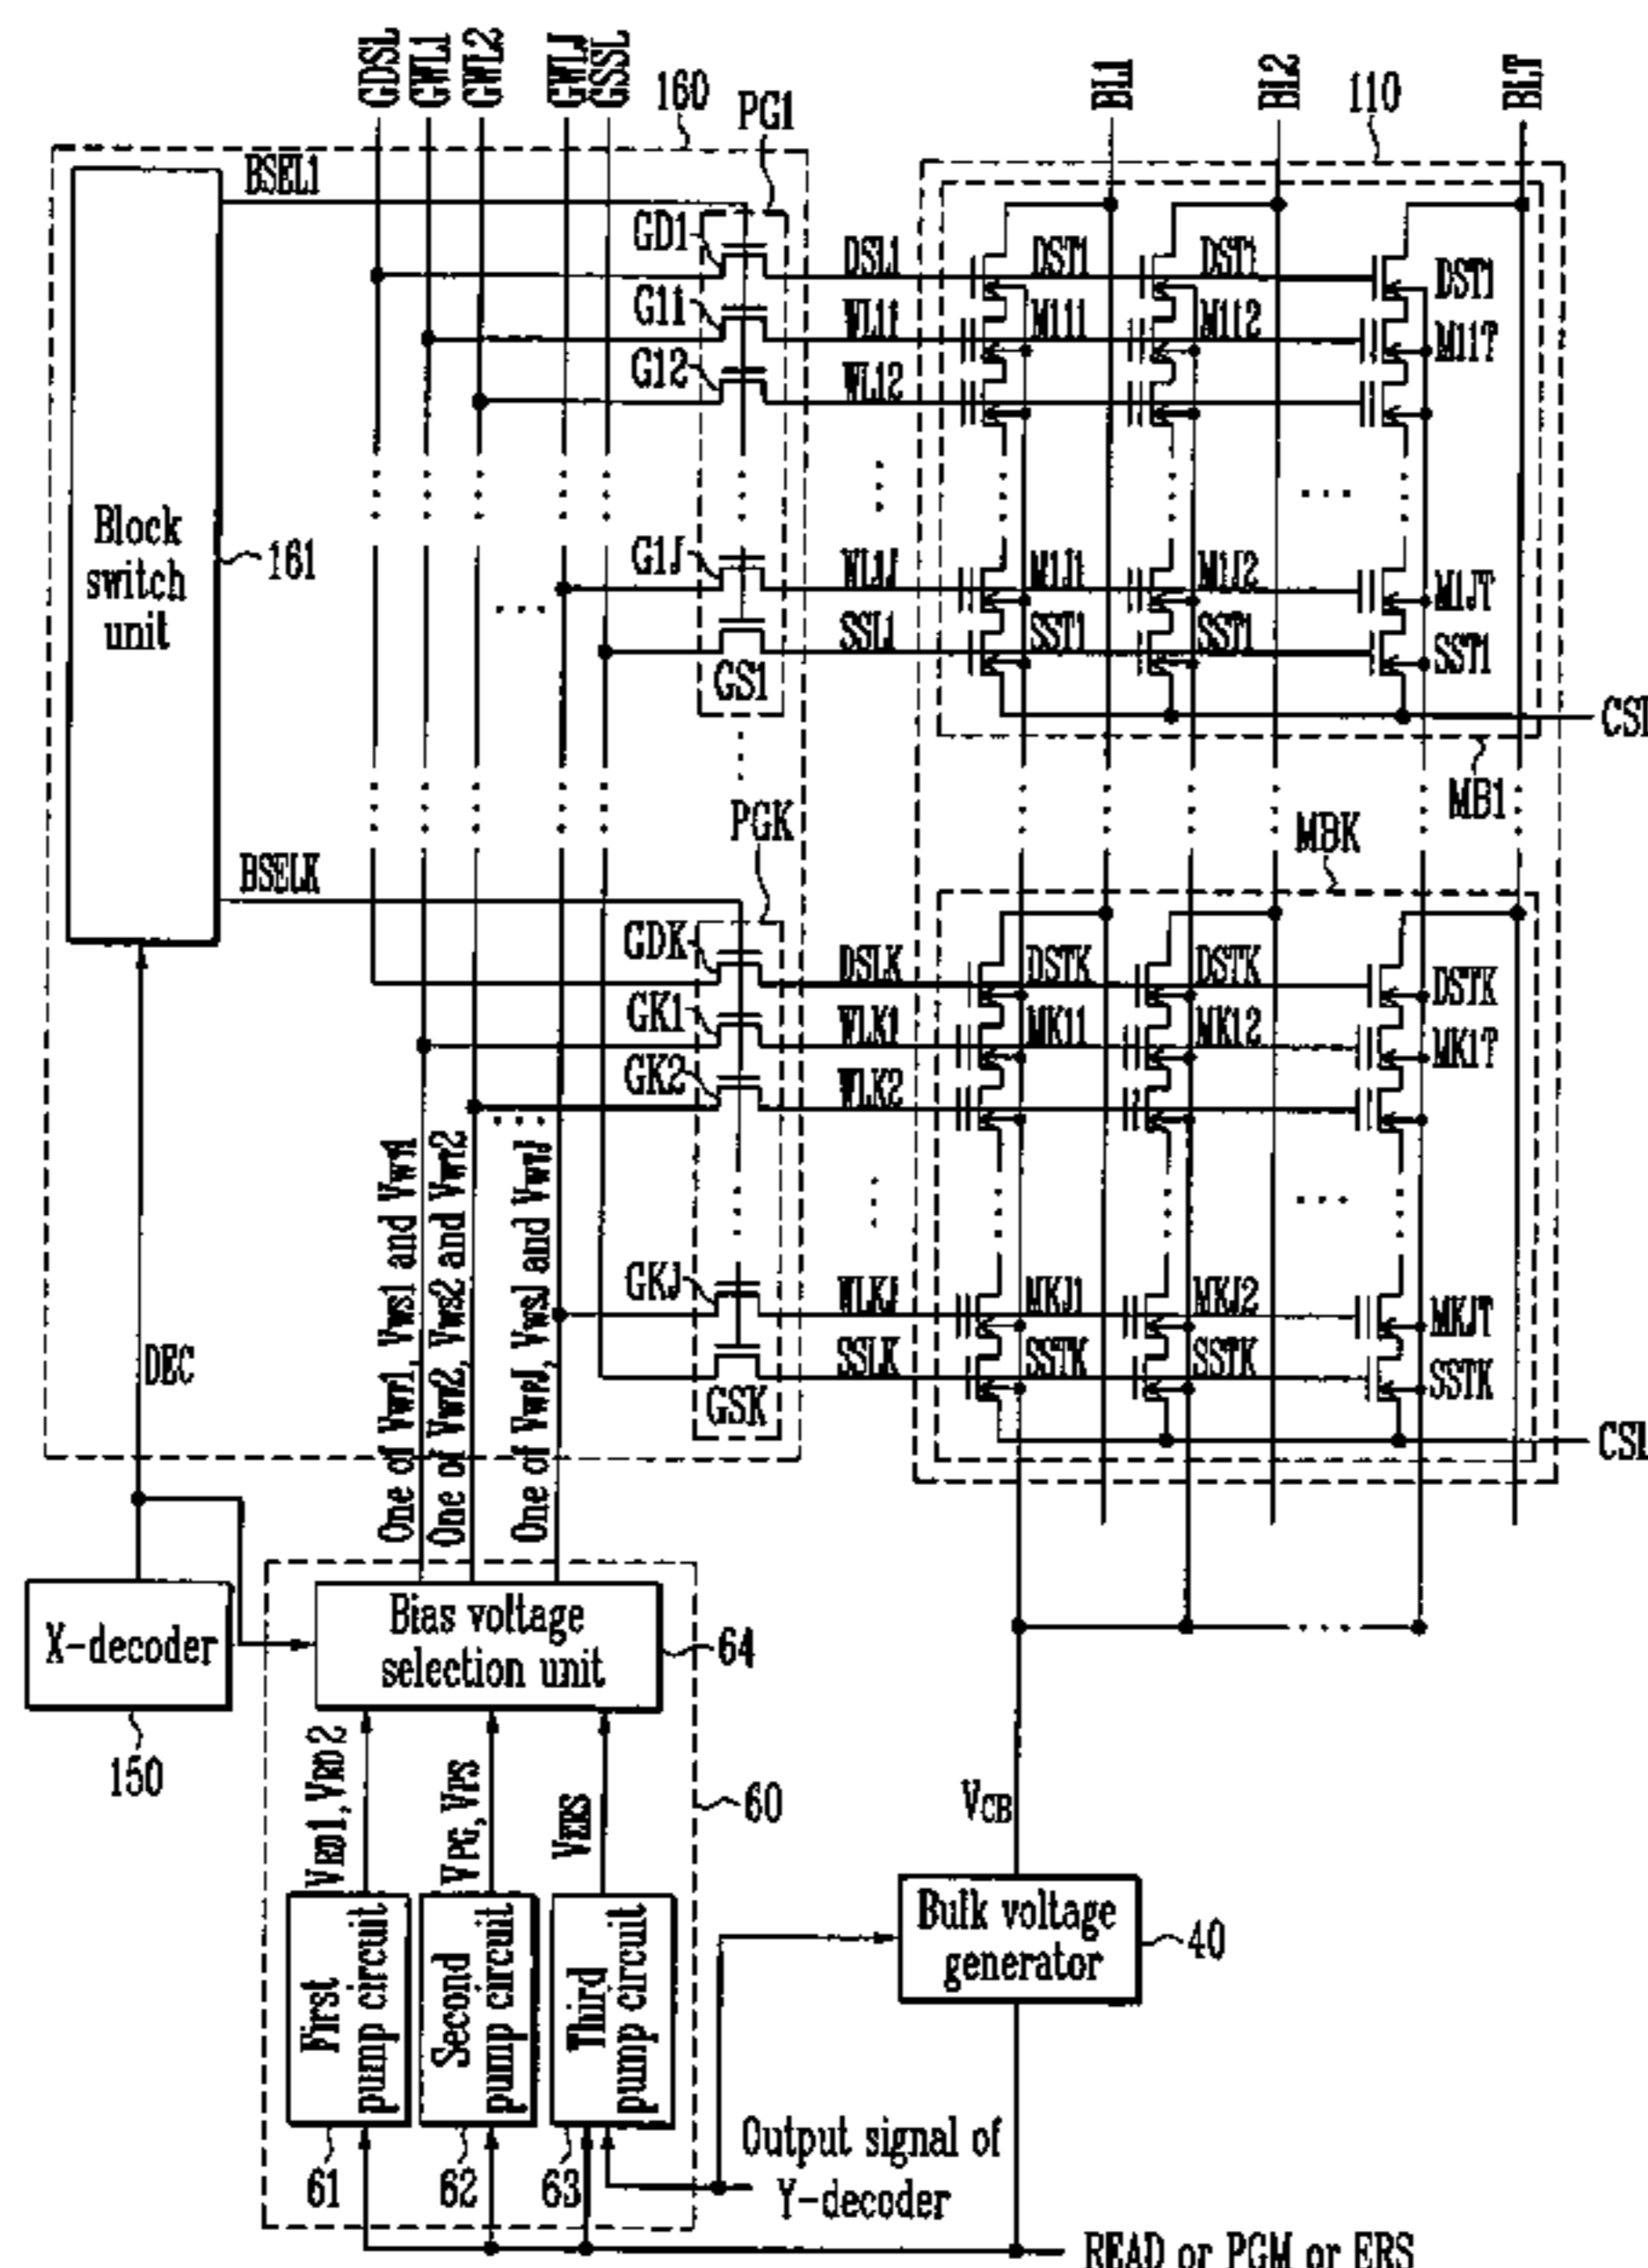 GDSL
GWL1
GWL2
GWLJ
GSSL
160
PG1
BL1
BL2
110
BLT
BSEL1
GD1
DSL1
DST1
DST1
DST1
G11
WL11
M111
M112
M11T
G12
WL12
Block
switch
unit
161
G1J
WL1J
M1J1
M1J2
M1JT
SSL1
SST1
SST1
SST1
GS1
CSL
MB1
PGK
MBK
BSELK
GDK
DSLK
DSTK
DSTK
DSTK
GK1
WLK1
MK11
MK12
MK1T
GK2
WLK2
One of VWF1, VWS1 and VWT1
One of VWF2, VWS2 and VWT2
One of VWFJ, VWSJ and VWTJ
GKJ
WLKJ
MKJ1
MKJ2
MKJT
DEC
SSLK
SSTK
SSTK
SSTK
GSK
CSL
X-decoder
150
Bias voltage
selection unit
64
VRD1,VRD2
VPG,VPS
VERS
60
VCB
First
pump circuit
Second
pump circuit
Third
pump circuit
Bulk voltage
generator
40
61
62
63
Output signal of
Y-decoder
READ or PGM or ERS